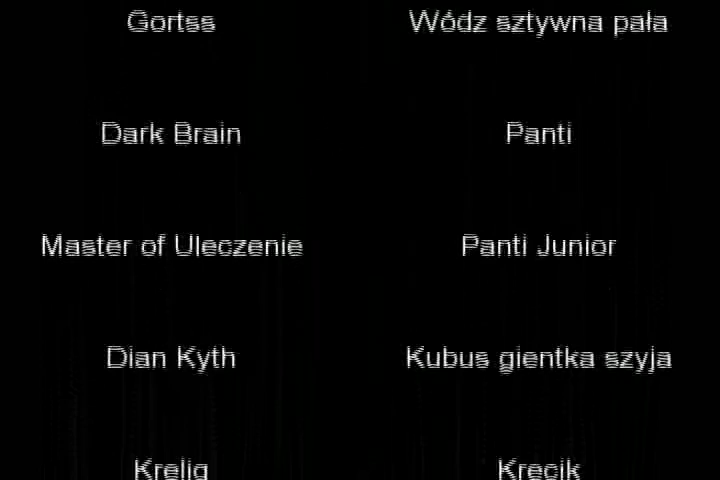 Gortss Wódz sztywna pała
Dark Brain Panti
Master of Uleczenie Panti Junior
Dian Kyth Kubus gientka szyja
Krelig Krecik